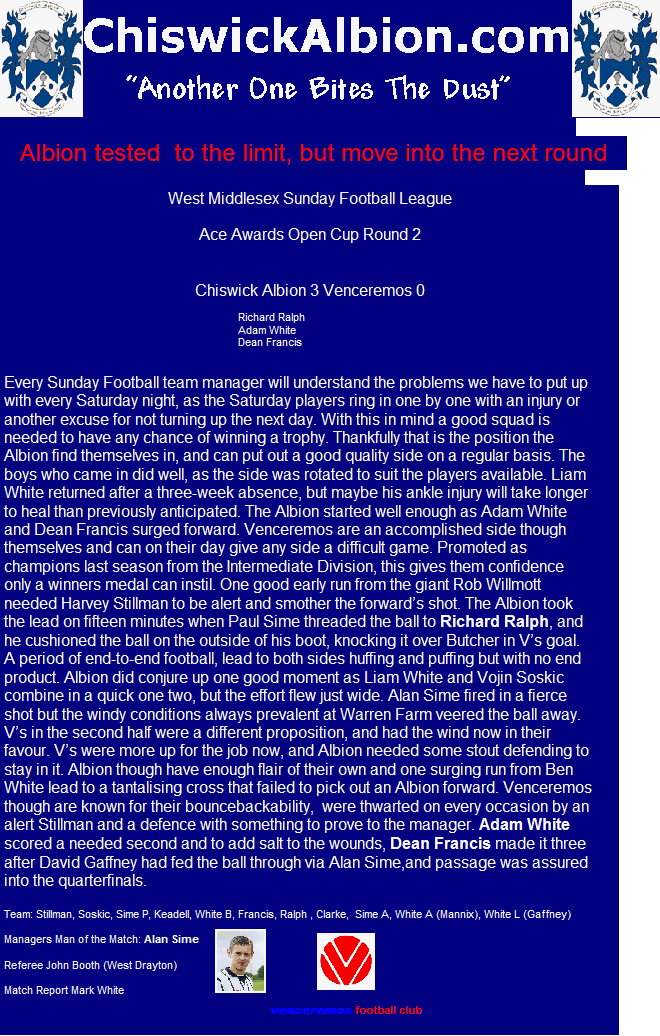 ChiswickAlbion.com
"Another One Bites The Dust"
Albion tested  to the limit, but move into the next round
West Middlesex Sunday Football League
Ace Awards Open Cup Round 2
Chiswick Albion 3 Venceremos 0
Richard Ralph
Adam White
Dean Francis
Every Sunday Football team manager will understand the problems we have to put up
with every Saturday night, as the Saturday players ring in one by one with an injury or
another excuse for not turning up the next day. With this in mind a good squad is
needed to have any chance of winning a trophy. Thankfully that is the position the
Albion find themselves in, and can put out a good quality side on a regular basis. The
boys who came in did well, as the side was rotated to suit the players available. Liam
White returned after a three-week absence, but maybe his ankle injury will take longer
to heal than previously anticipated. The Albion started well enough as Adam White
and Dean Francis surged forward. Venceremos are an accomplished side though
themselves and can on their day give any side a difficult game. Promoted as
champions last season from the Intermediate Division, this gives them confidence
only a winners medal can instil. One good early run from the giant Rob Willmott
needed Harvey Stillman to be alert and smother the forward's shot. The Albion took
the lead on fifteen minutes when Paul Sime threaded the ball to Richard Ralph, and
he cushioned the ball on the outside of his boot, knocking it over Butcher in V's goal.
A period of end-to-end football, lead to both sides huffing and puffing but with no end
product. Albion did conjure up one good moment as Liam White and Vojin Soskic
combine in a quick one two, but the effort flew just wide. Alan Sime fired in a fierce
shot but the windy conditions always prevalent at Warren Farm veered the ball away.
V's in the second half were a different proposition, and had the wind now in their
favour. V's were more up for the job now, and Albion needed some stout defending to
stay in it. Albion though have enough flair of their own and one surging run from Ben
White lead to a tantalising cross that failed to pick out an Albion forward. Venceremos
though are known for their bouncebackability,  were thwarted on every occasion by an
alert Stillman and a defence with something to prove to the manager. Adam White
scored a needed second and to add salt to the wounds, Dean Francis made it three
after David Gaffney had fed the ball through via Alan Sime,and passage was assured
into the quarterfinals.
Team: Stillman, Soskic, Sime P, Keadell, White B, Francis, Ralph , Clarke,  Sime A, White A (Mannix), White L (Gaffney)
Managers Man of the Match: Alan Sime
Referee John Booth (West Drayton)
Match Report Mark White
venceremos football club